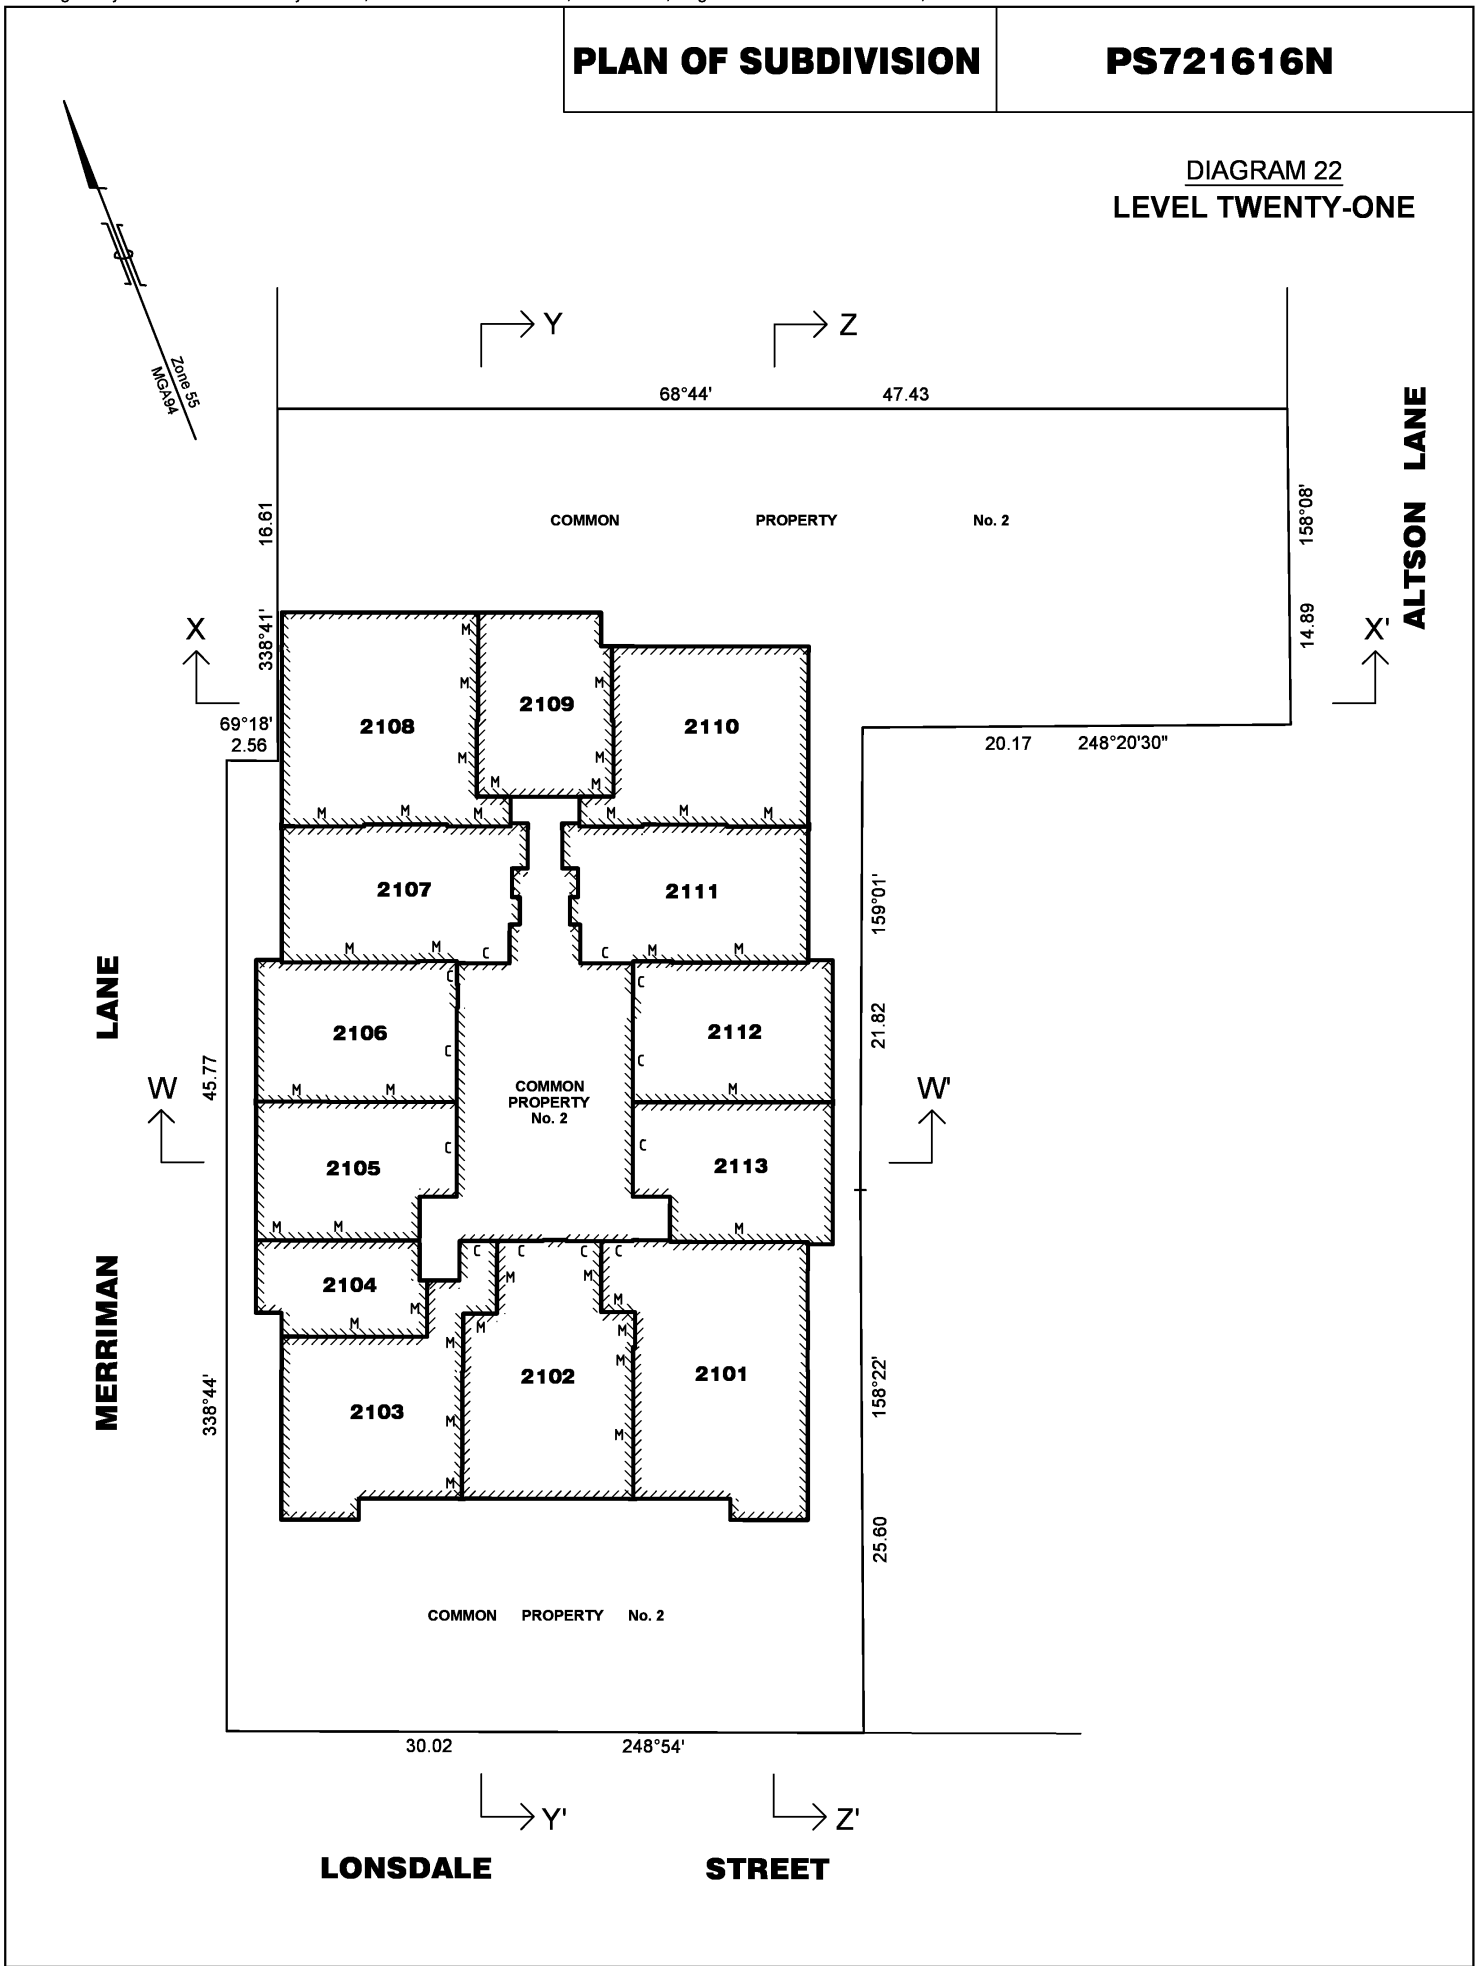 PLAN OF SUBDIVISION
PS721616N
DIAGRAM 22
LEVEL TWENTY-ONE
Zone 55
MGA94
Y
Z
68°44'
47.43
COMMON PROPERTY No. 2
16.61
338°41'
158°08'
14.89
ALTSON LANE
X
X'
69°18'
2.56
20.17
248°20'30"
2108
2109
2110
M
M
M
M
M
M
M
M
M
M
M
M
M
2107
2111
M
M
C
C
M
M
159°01'
21.82
2106
2112
C
C
C
C
M
M
M
COMMON
PROPERTY
No. 2
W
W'
45.77
338°44'
MERRIMAN LANE
2105
2113
C
C
M
M
M
2104
M
M
C
C
C
C
M
M
M
M
M
2103
2102
2101
M
M
M
M
M
158°22'
25.60
COMMON PROPERTY No. 2
30.02
248°54'
Y'
Z'
LONSDALE STREET